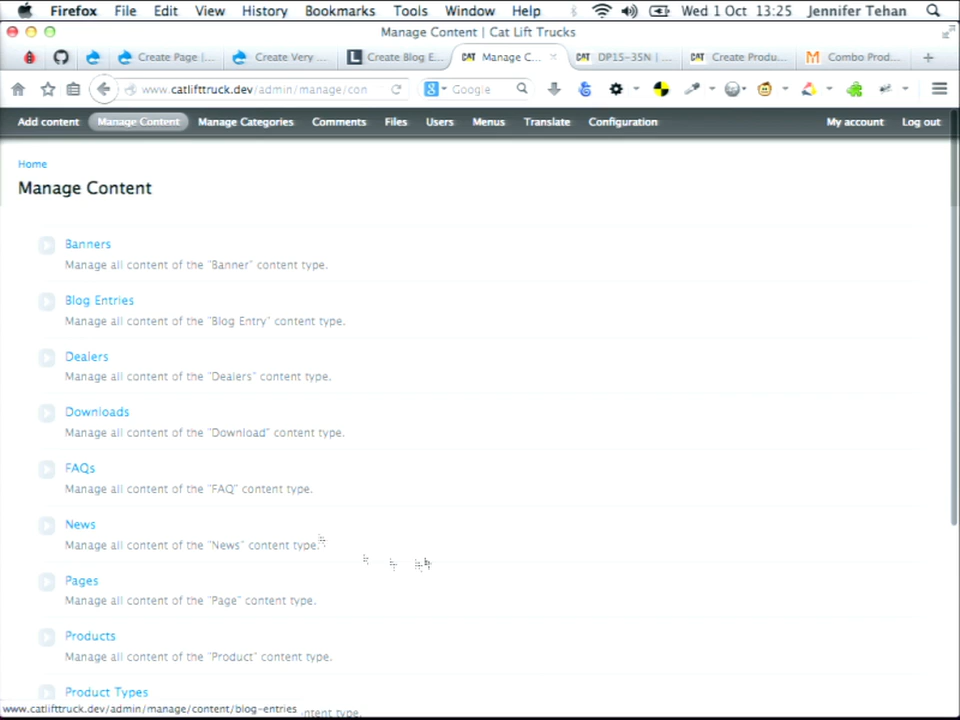 Firefox File Edit View History Bookmarks Tools Window Help Wed 1 Oct 13:25 Jennifer Tehan
Manage Content | Cat Lift Trucks
Create Page |... Create Very ... L Create Blog E... CAT Manage C... × CAT DP15-35N | ... CAT Create Produ... Combo Prod... +
www.catlifttruck.dev/admin/manage/con Google
Add content Manage Content Manage Categories Comments Files Users Menus Translate Configuration My account Log out
Home
Manage Content
Banners
Manage all content of the "Banner" content type.
Blog Entries
Manage all content of the "Blog Entry" content type.
Dealers
Manage all content of the "Dealers" content type.
Downloads
Manage all content of the "Download" content type.
FAQs
Manage all content of the "FAQ" content type.
News
Manage all content of the "News" content type.
Pages
Manage all content of the "Page" content type.
Products
Manage all content of the "Product" content type.
Product Types
www.catlifttruck.dev/admin/manage/content/blog-entries ntent type.